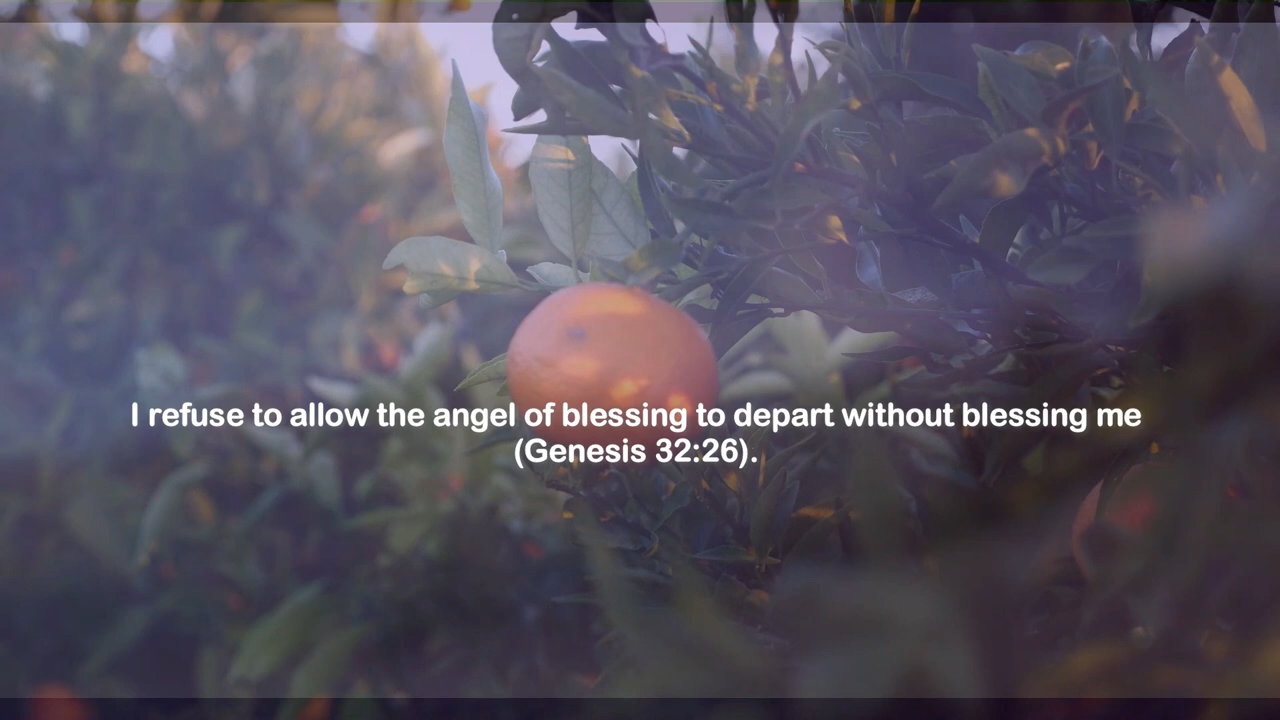 I refuse to allow the angel of blessing to depart without blessing me
(Genesis 32:26).